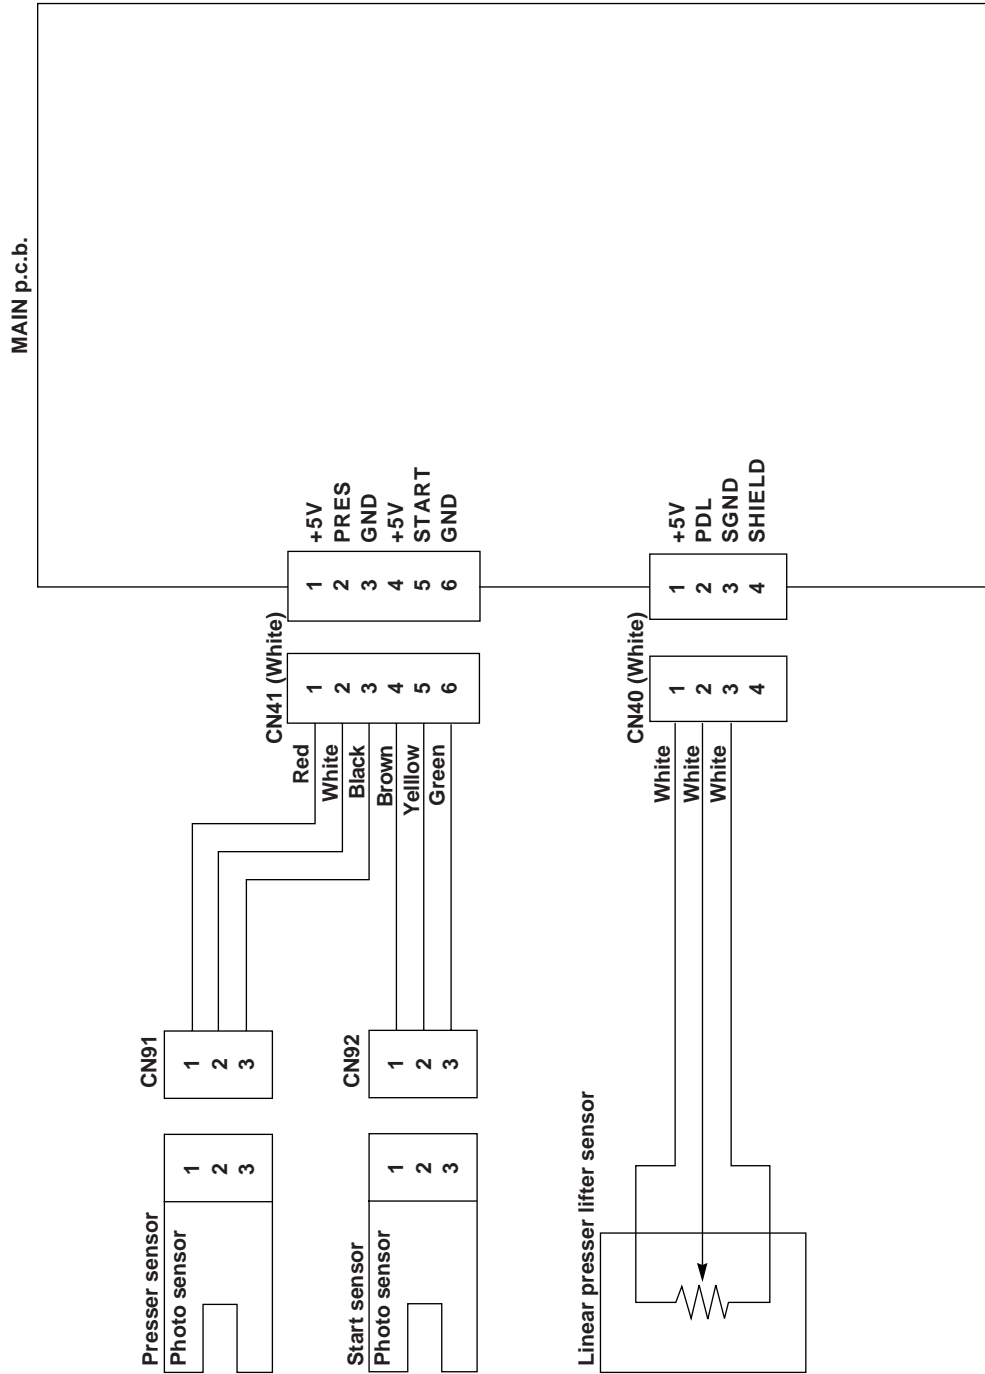 MAIN p.c.b.
Presser sensor
Photo sensor
1
2
3
CN91
1
2
3
Red
White
Black
Brown
Yelllow
Green
CN41 (White)
1
2
3
4
5
6
1
2
3
4
5
6
+5V
PRES
GND
+5V
START
GND
Start sensor
Photo sensor
1
2
3
CN92
1
2
3
Linear presser lifter sensor
White
White
White
CN40 (White)
1
2
3
4
1
2
3
4
+5V
PDL
SGND
SHIELD